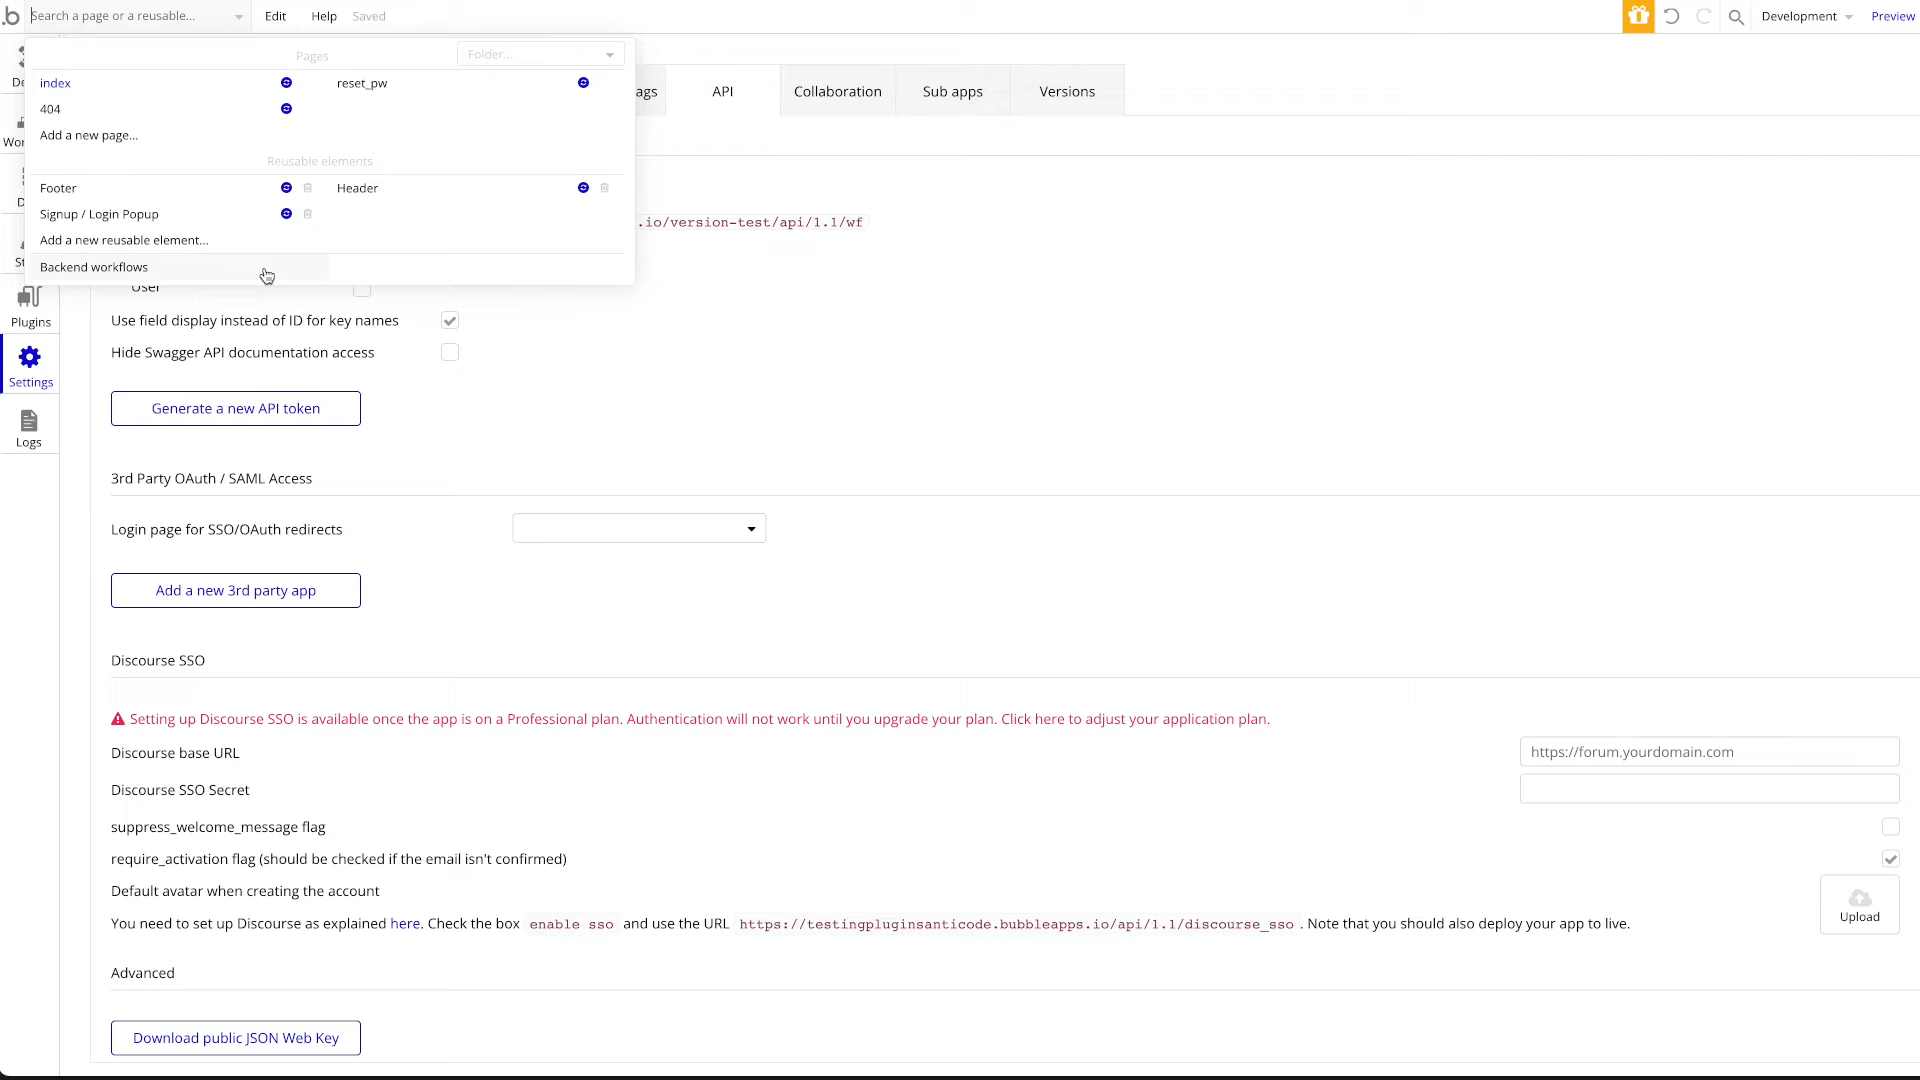 .b Search a page or a reusable... Edit Help Saved Development Preview
Pages Folder...
index reset_pw
404
Add a new page...
Reusable elements
Footer Header
Signup / Login Popup
Add a new reusable element...
Backend workflows
API Collaboration Sub apps Versions
.io/version-test/api/1.1/wf
User
Use field display instead of ID for key names
Hide Swagger API documentation access
Generate a new API token
Plugins
Settings
Logs
3rd Party OAuth / SAML Access
Login page for SSO/OAuth redirects
Add a new 3rd party app
Discourse SSO
Setting up Discourse SSO is available once the app is on a Professional plan. Authentication will not work until you upgrade your plan. Click here to adjust your application plan.
Discourse base URL https://forum.yourdomain.com
Discourse SSO Secret
suppress_welcome_message flag
require_activation flag (should be checked if the email isn't confirmed)
Default avatar when creating the account
Upload
You need to set up Discourse as explained here. Check the box enable sso and use the URL https://testingpluginsanticode.bubbleapps.io/api/1.1/discourse_sso . Note that you should also deploy your app to live.
Advanced
Download public JSON Web Key